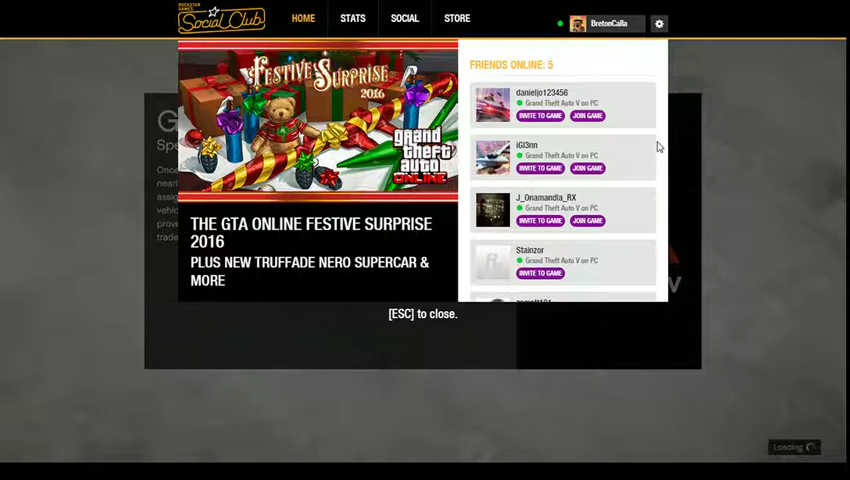 ROCKSTAR GAMES
Social Club
HOME
STATS
SOCIAL
STORE
BretonCalla
FESTIVE SURPRISE
2016
grand
theft
auto
ONLINE
THE GTA ONLINE FESTIVE SURPRISE
2016
PLUS NEW TRUFFADE NERO SUPERCAR &
MORE
FRIENDS ONLINE: 5
danieljo123456
Grand Theft Auto V on PC
INVITE TO GAME JOIN GAME
iGl3nn
Grand Theft Auto V on PC
INVITE TO GAME JOIN GAME
J_Onamandla_RX
Grand Theft Auto V on PC
INVITE TO GAME JOIN GAME
Stainzor
Grand Theft Auto V on PC
INVITE TO GAME
[ESC] to close.
Loading